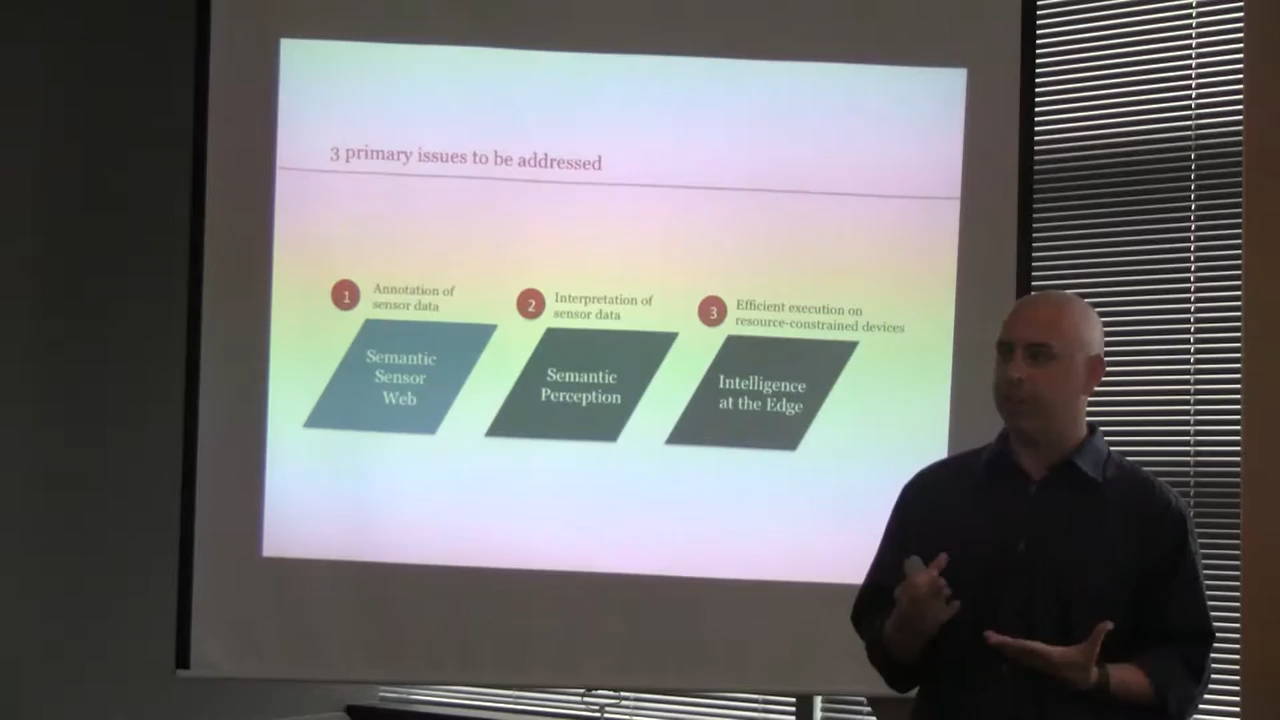 3 primary issues to be addressed
1
Annotation of
sensor data
Semantic
Sensor
Web
2
Interpretation of
sensor data
Semantic
Perception
3
Efficient execution on
resource-constrained devices
Intelligence
at the Edge